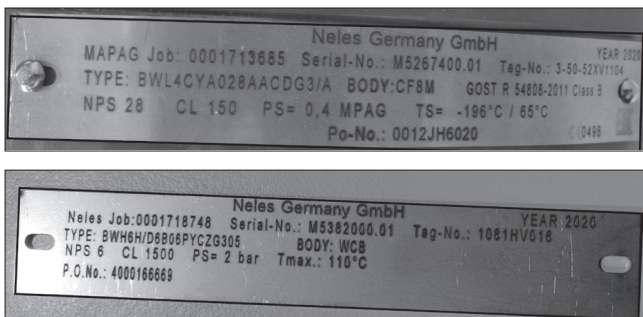 Neles Germany GmbH
YEAR 2020
MAPAG Job: 0001713685 Serial-No.: M5267400.01 Tag-No.: 3-50-52XV1104
TYPE: BWL4CYA028AACDG3/A BODY:CF8M GOST R 54808-2011 Class B
NPS 28 CL 150 PS= 0,4 MPAG TS= -196°C / 65°C
Po-No.: 0012JH6020 CE0496
Neles Germany GmbH
YEAR 2020
Neles Job:0001718748 Serial-No.: M5382000.01 Tag-No.: 1081HV016
TYPE: BWH6H/D6B06PYCZG305 BODY: WCB
NPS 6 CL 1500 PS= 2 bar Tmax.: 110°C
P.O.No.: 4000166669